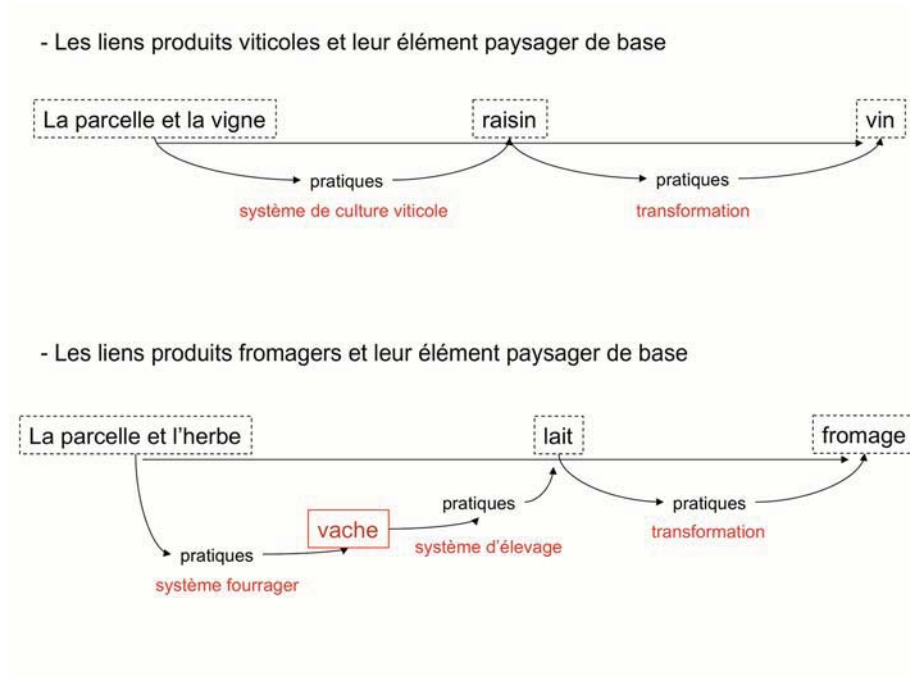 - Les liens produits viticoles et leur élément paysager de base
La parcelle et la vigne
raisin
vin
pratiques
pratiques
système de culture viticole
transformation
- Les liens produits fromagers et leur élément paysager de base
La parcelle et l'herbe
lait
fromage
pratiques
pratiques
vache
transformation
système d'élevage
pratiques
système fourrager